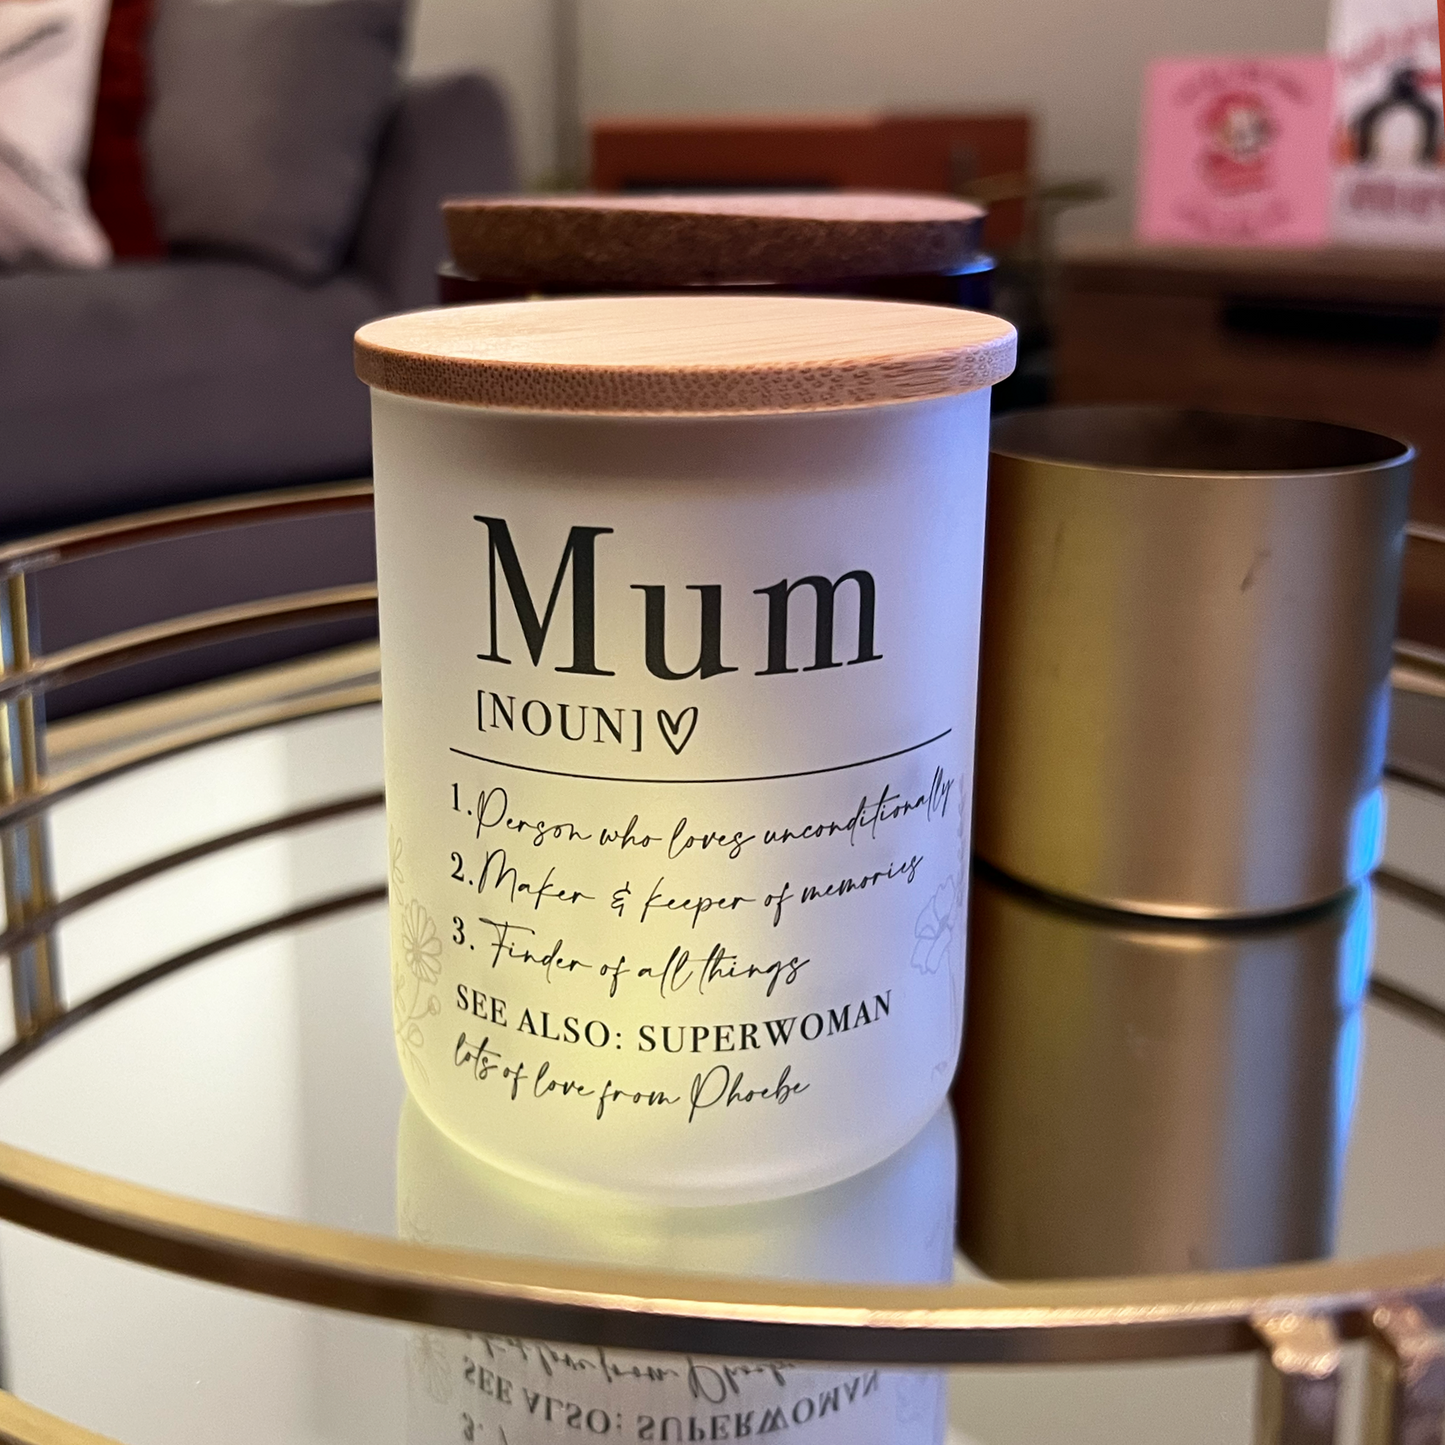 Mum
[NOUN]
1. Person who loves unconditionally
2. Maker & keeper of memories
3. Finder of all things
SEE ALSO: SUPERWOMAN
lots of love from Phoebe